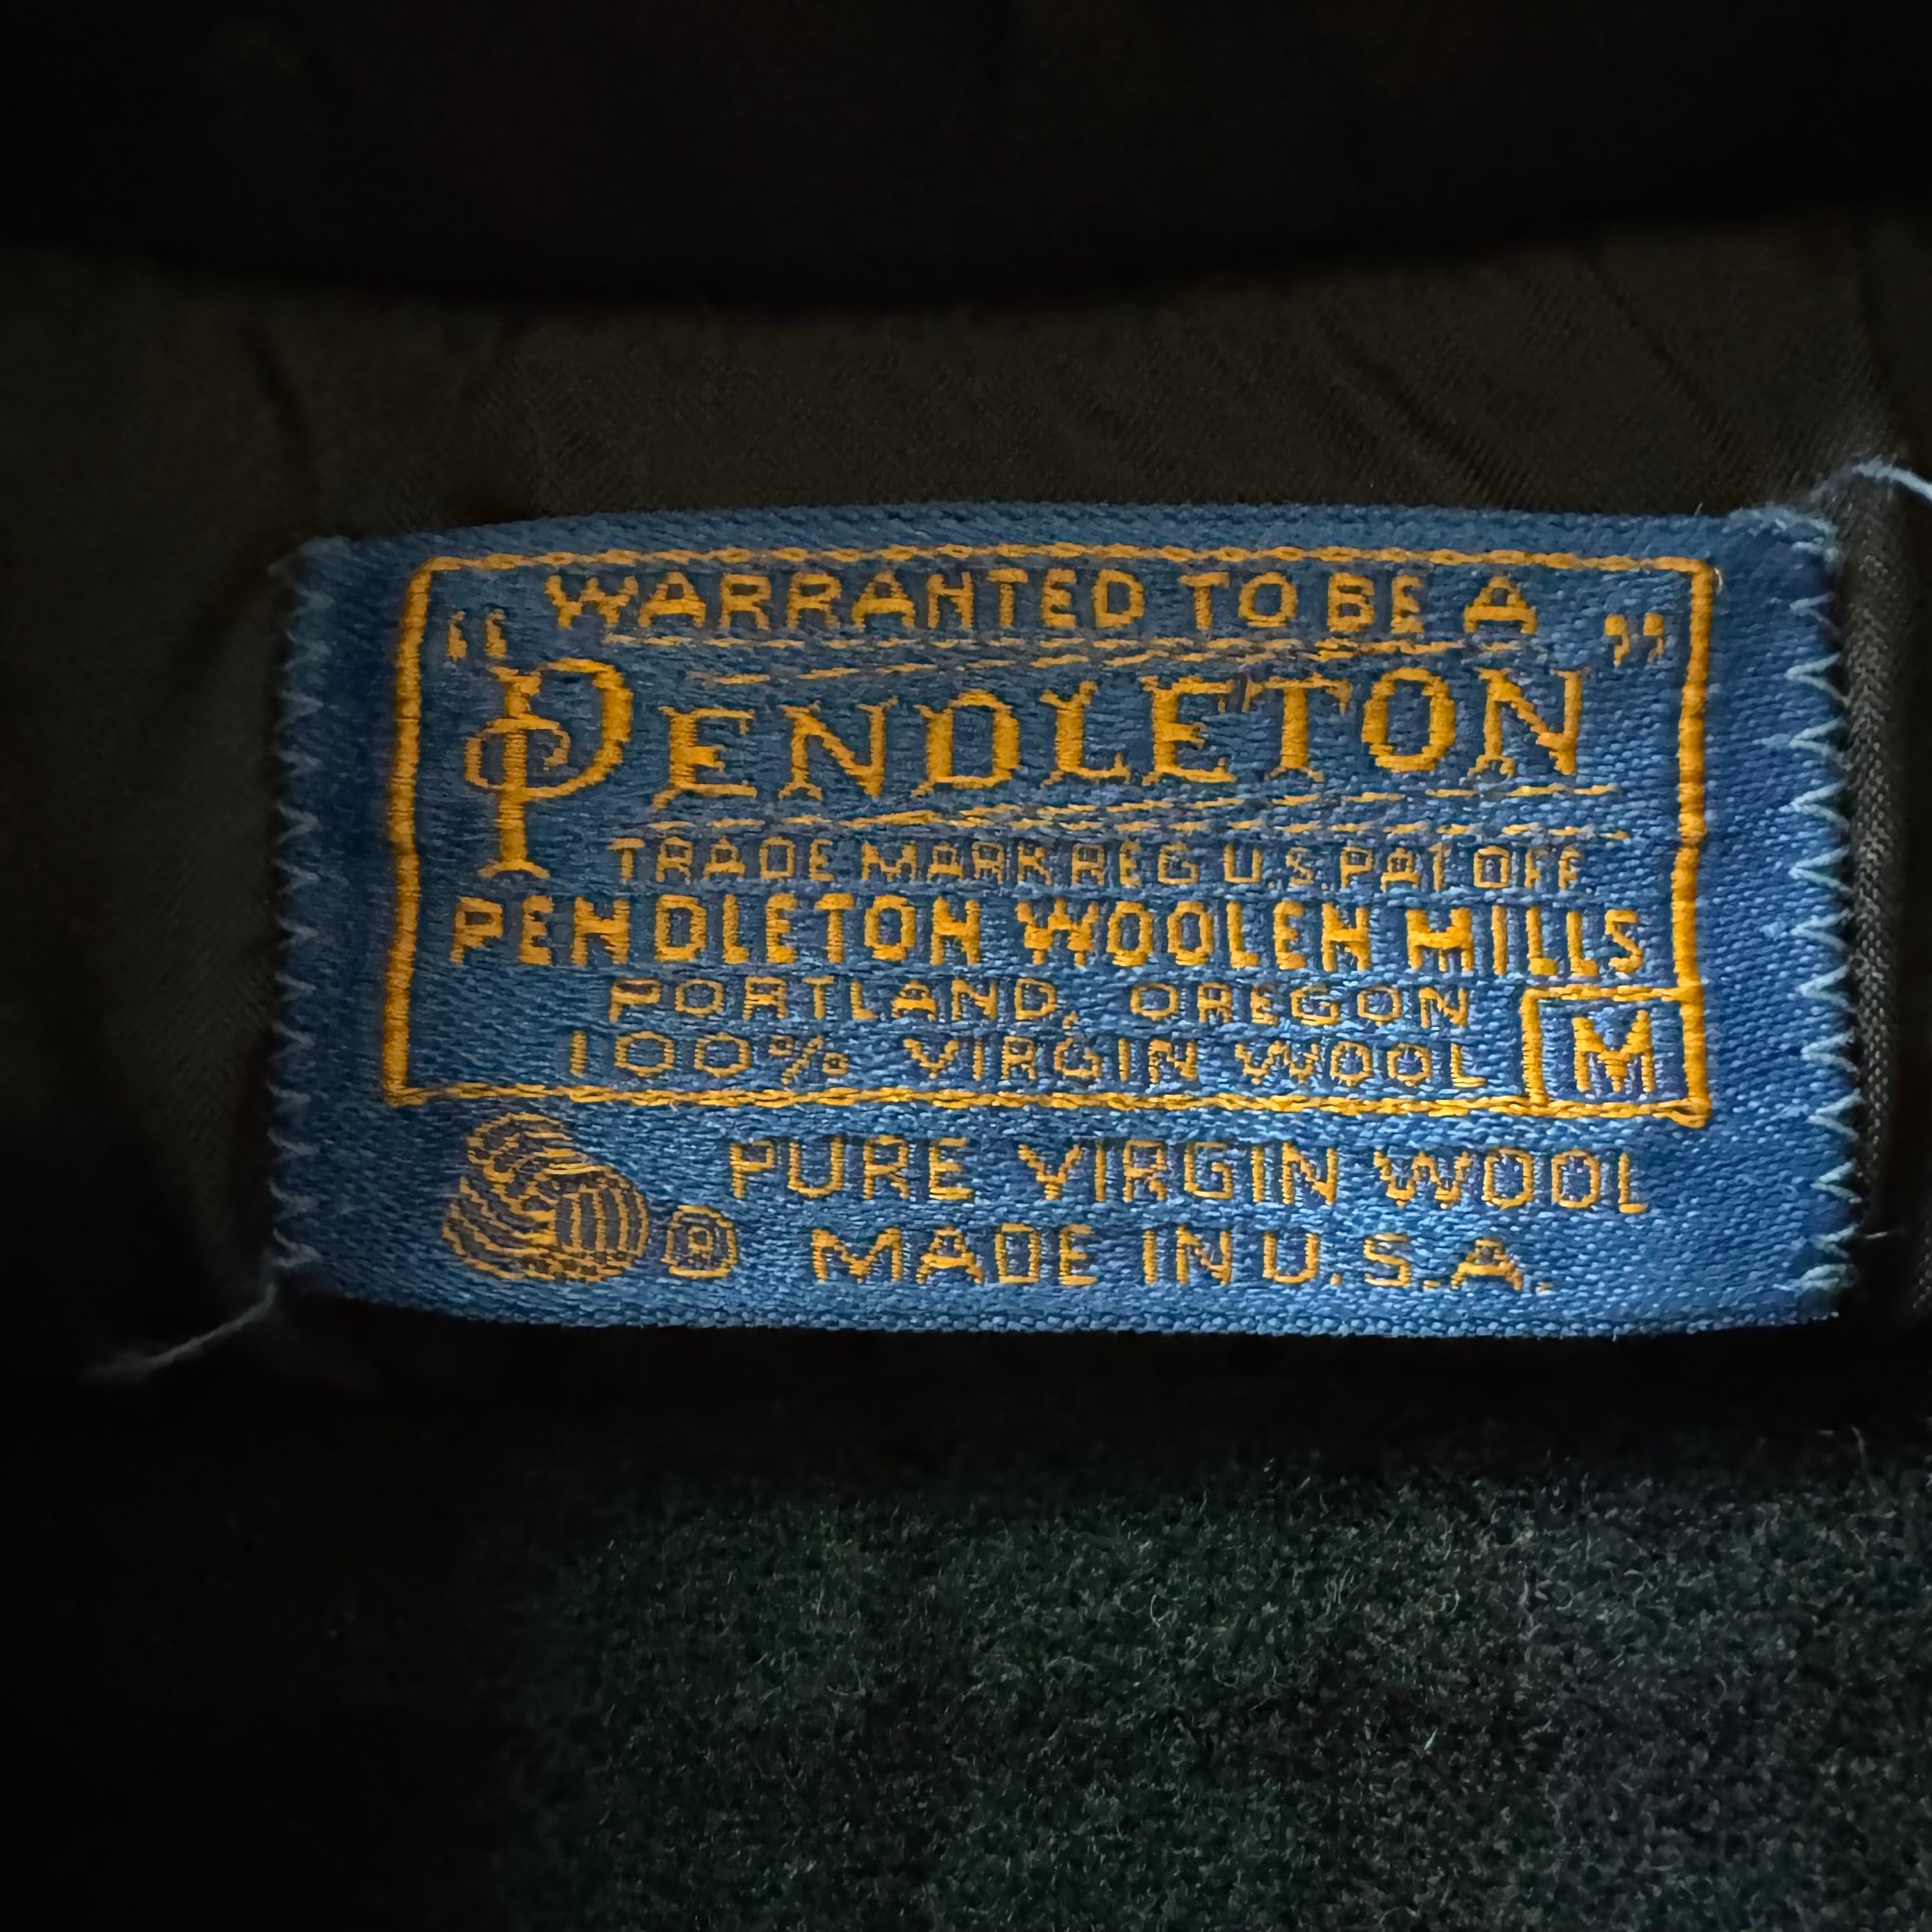 WARRANTED TO BE A
"PENDLETON"
TRADE MARK REG U.S. PAT OFF.
PENDLETON WOOLEN MILLS
PORTLAND, OREGON
100% VIRGIN WOOL M
PURE VIRGIN WOOL
® MADE IN U.S.A.